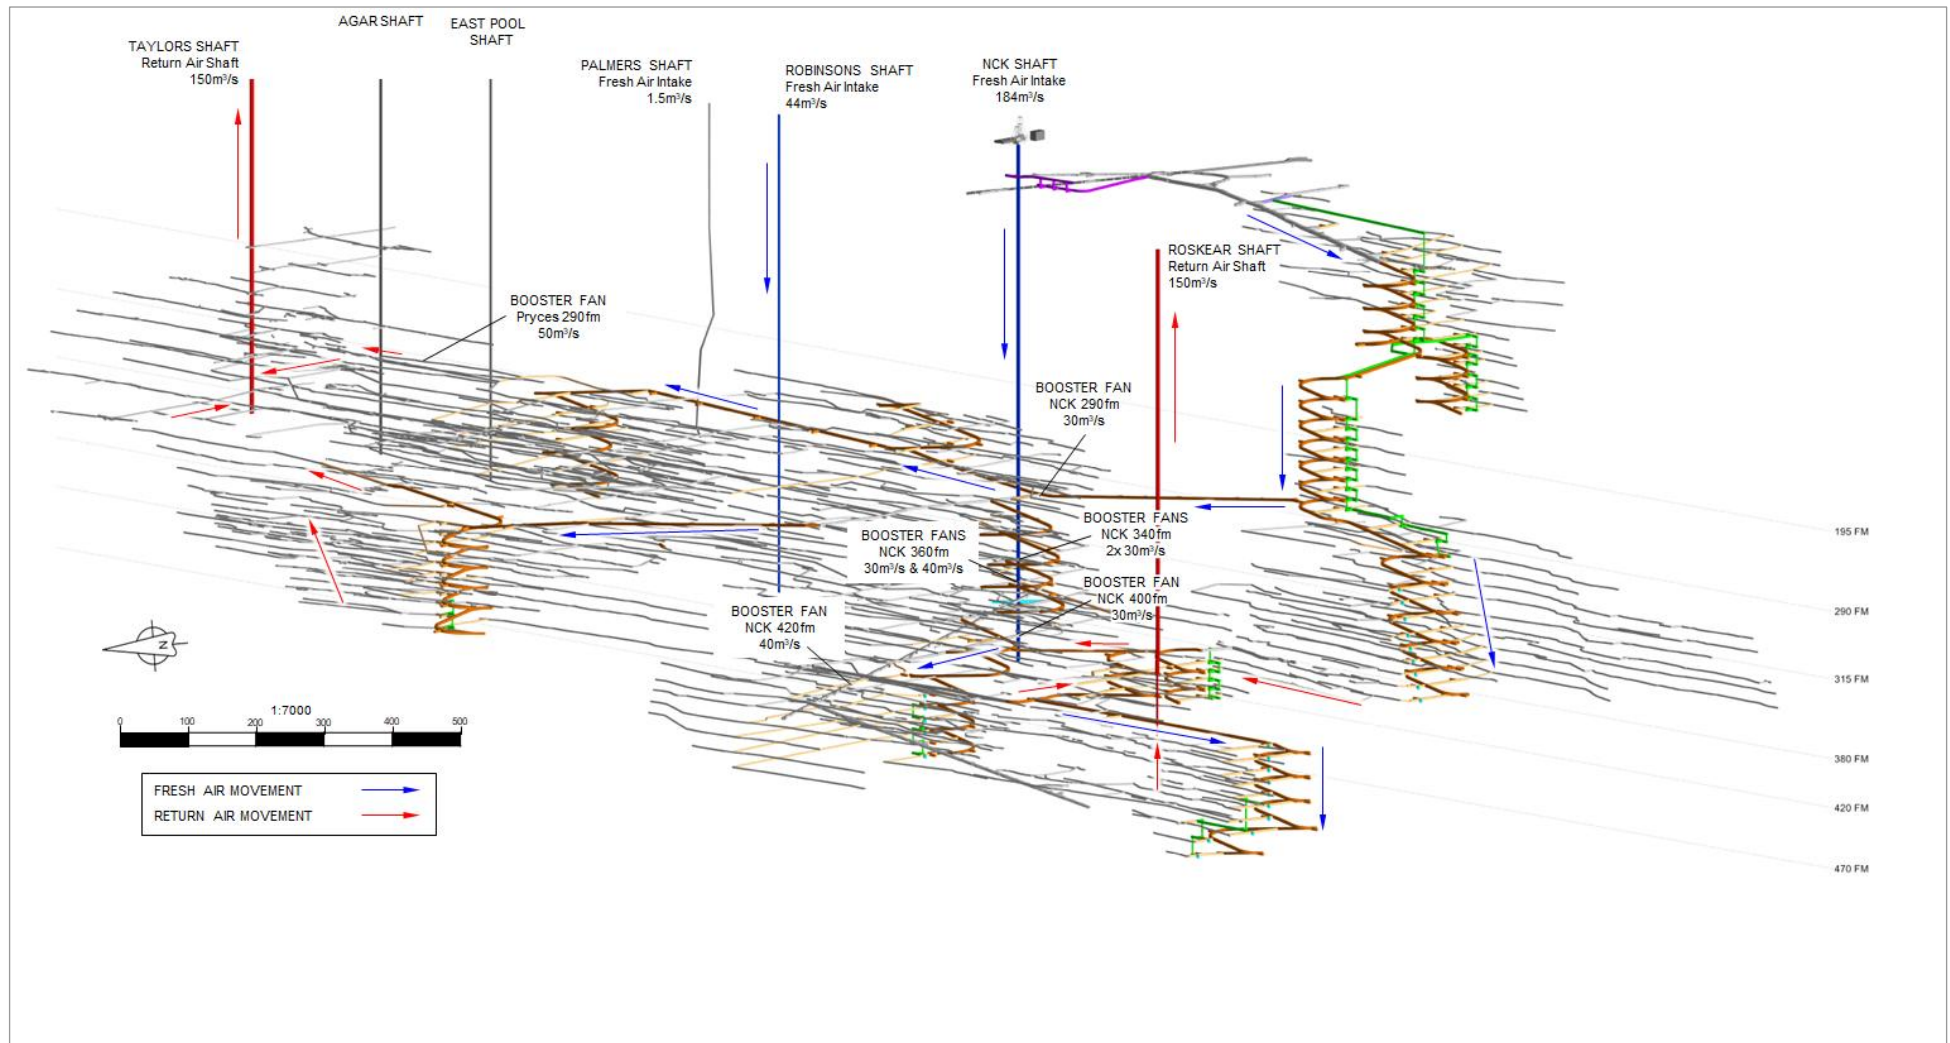 AGAR SHAFT
EAST POOL
SHAFT
TAYLORS SHAFT
Return Air Shaft
150m³/s
PALMERS SHAFT
Fresh Air Intake
1.5m³/s
ROBINSONS SHAFT
Fresh Air Intake
44m³/s
NCK SHAFT
Fresh Air Intake
184m³/s
ROSKEAR SHAFT
Return Air Shaft
150m³/s
BOOSTER FAN
Pryces 290fm
50m³/s
BOOSTER FAN
NCK 290fm
30m³/s
BOOSTER FANS
NCK 340fm
2x 30m³/s
BOOSTER FANS
NCK 360fm
30m³/s & 40m³/s
BOOSTER FAN
NCK 400fm
30m³/s
BOOSTER FAN
NCK 420fm
40m³/s
195 FM
290 FM
315 FM
380 FM
420 FM
470 FM
N
1:7000
0 100 200 300 400 500
FRESH AIR MOVEMENT
RETURN AIR MOVEMENT